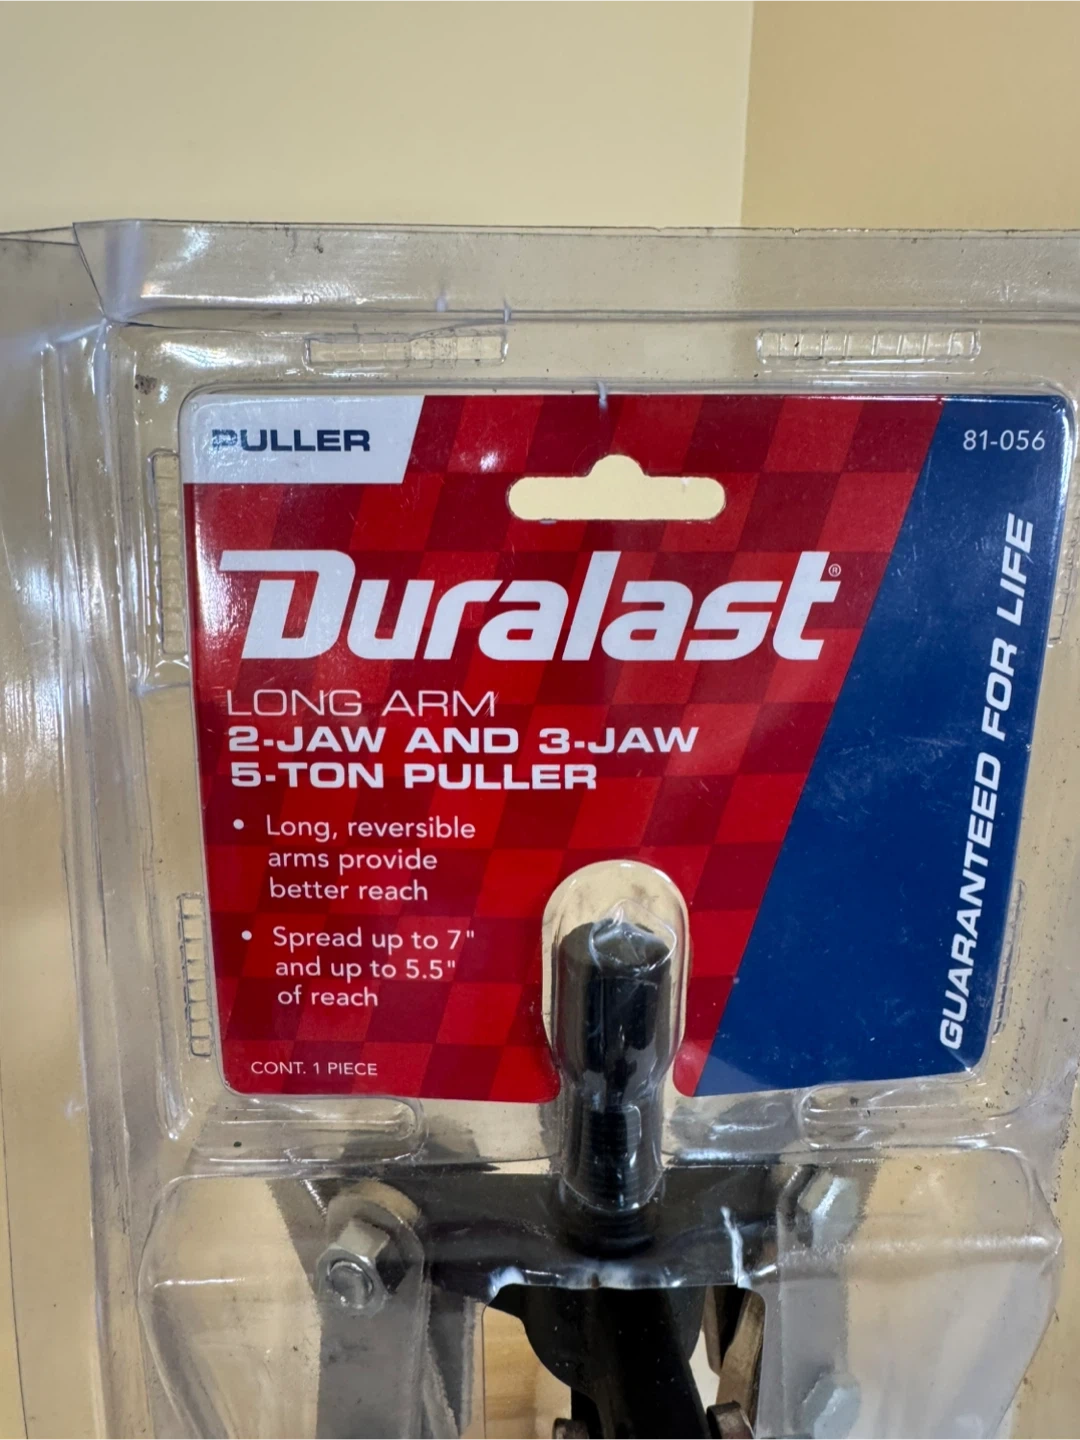 PULLER
81-056
Duralast®
LONG ARM
2-JAW AND 3-JAW
5-TON PULLER
• Long, reversible
arms provide
better reach
• Spread up to 7"
and up to 5.5"
of reach
CONT. 1 PIECE
GUARANTEED FOR LIFE